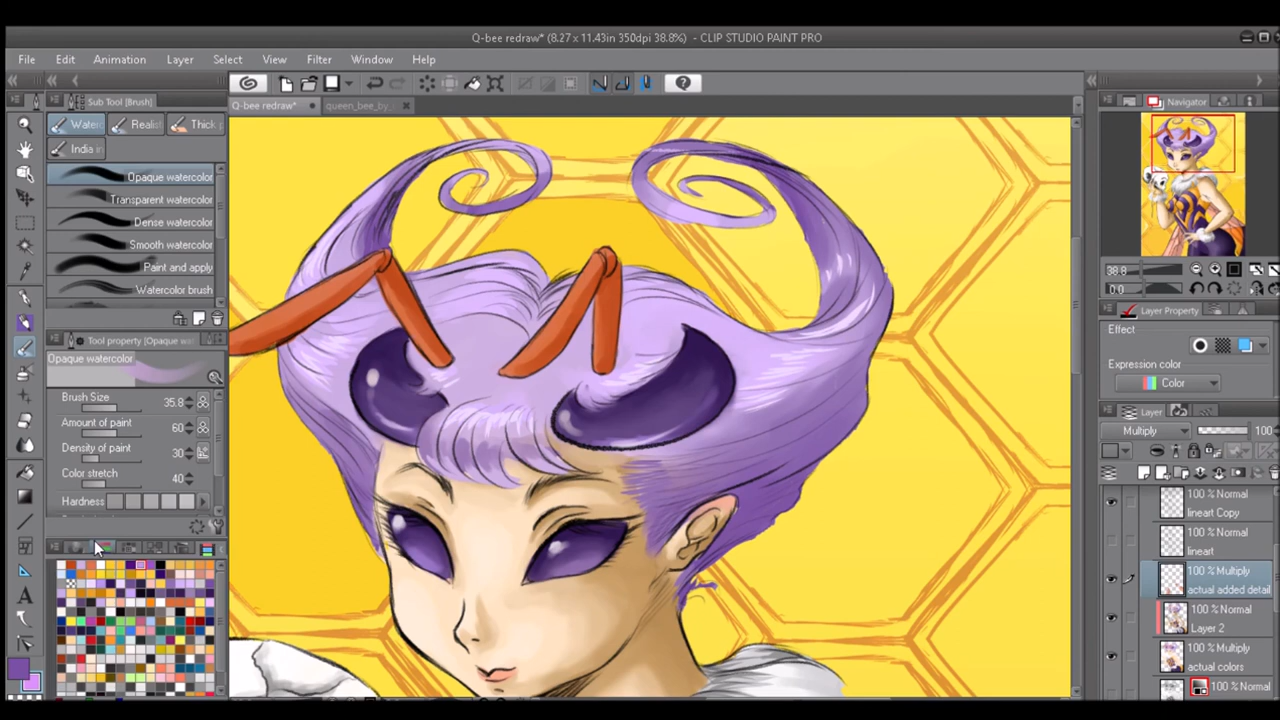 Q-bee redraw* (8.27 x 11.43in 350dpi 38.8%) - CLIP STUDIO PAINT PRO
File Edit Animation Layer Select View Filter Window Help
Sub Tool [Brush]
Q-bee redraw* queen_bee_by_
Navigator
Water Realist Thick
India in
Opaque watercolor
Transparent watercolor
Dense watercolor
Smooth watercolor
Paint and apply
Watercolor brush
38.8
0.0
Layer Property
Effect
Tool property [Opaque wa
Opaque watercolor
Expression color
Color
Brush Size 35.8
Amount of paint 60
Density of paint 30
Color stretch 40
Hardness
Layer
Multiply 100
100 % Normal
lineart Copy
100 % Normal
lineart
100 % Multiply
actual added detail
100 % Normal
Layer 2
100 % Multiply
actual colors
100 % Normal